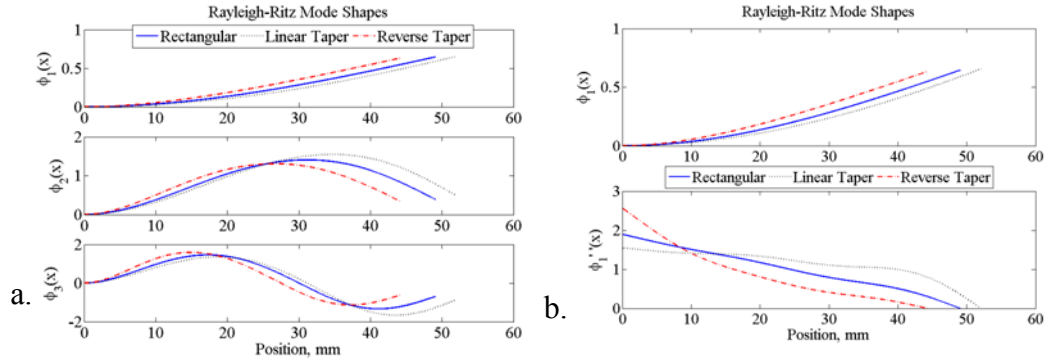 Rayleigh-Ritz Mode Shapes
1
Rectangular Linear Taper Reverse Taper
ϕ1(x)
0.5
0
0 10 20 30 40 50 60
2
ϕ2(x)
1
0
0 10 20 30 40 50 60
2
ϕ3(x)
0
-2
0 10 20 30 40 50 60
Position, mm
a.
Rayleigh-Ritz Mode Shapes
1
ϕ1(x)
0.5
0
0 10 20 30 40 50 60
Rectangular Linear Taper Reverse Taper
3
2
ϕ1''(x)
1
0
0 10 20 30 40 50 60
Position, mm
b.